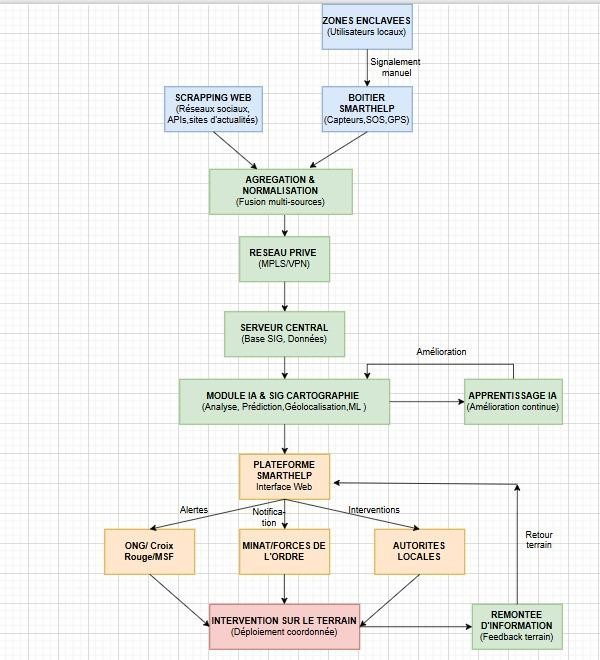 ZONES ENCLAVEES
(Utilisateurs locaux)
Signalement
manuel
SCRAPPING WEB
(Réseaux sociaux,
APIs,sites d'actualités)
BOITIER
SMARTHELP
(Capteurs,SOS,GPS)
AGREGATION &
NORMALISATION
(Fusion multi-sources)
RESEAU PRIVE
(MPLS/VPN)
SERVEUR CENTRAL
(Base SIG, Données)
Amélioration
MODULE IA & SIG CARTOGRAPHIE
(Analyse, Prédiction,Géolocalisation,ML )
APPRENTISSAGE IA
(Amélioration continue)
PLATEFORME
SMARTHELP
Interface Web
Alertes
Notifica-
tion
Interventions
ONG/ Croix
Rouge/MSF
MINAT/FORCES DE
L'ORDRE
AUTORITES
LOCALES
Retour
terrain
INTERVENTION SUR LE TERRAIN
(Déploiement coordonnée)
REMONTEE
D'INFORMATION
(Feedback terrain)